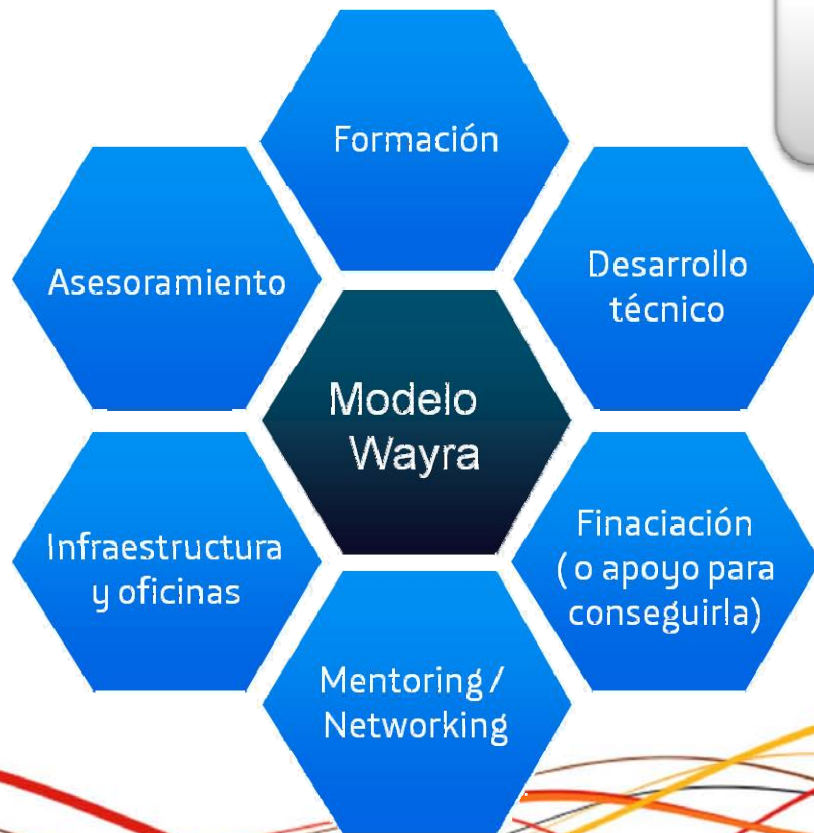 Formación
Asesoramiento
Desarrollo
técnico
Modelo
Wayra
Infraestructura
y oficinas
Finaciación
( o apoyo para
conseguirla)
Mentoring /
Networking